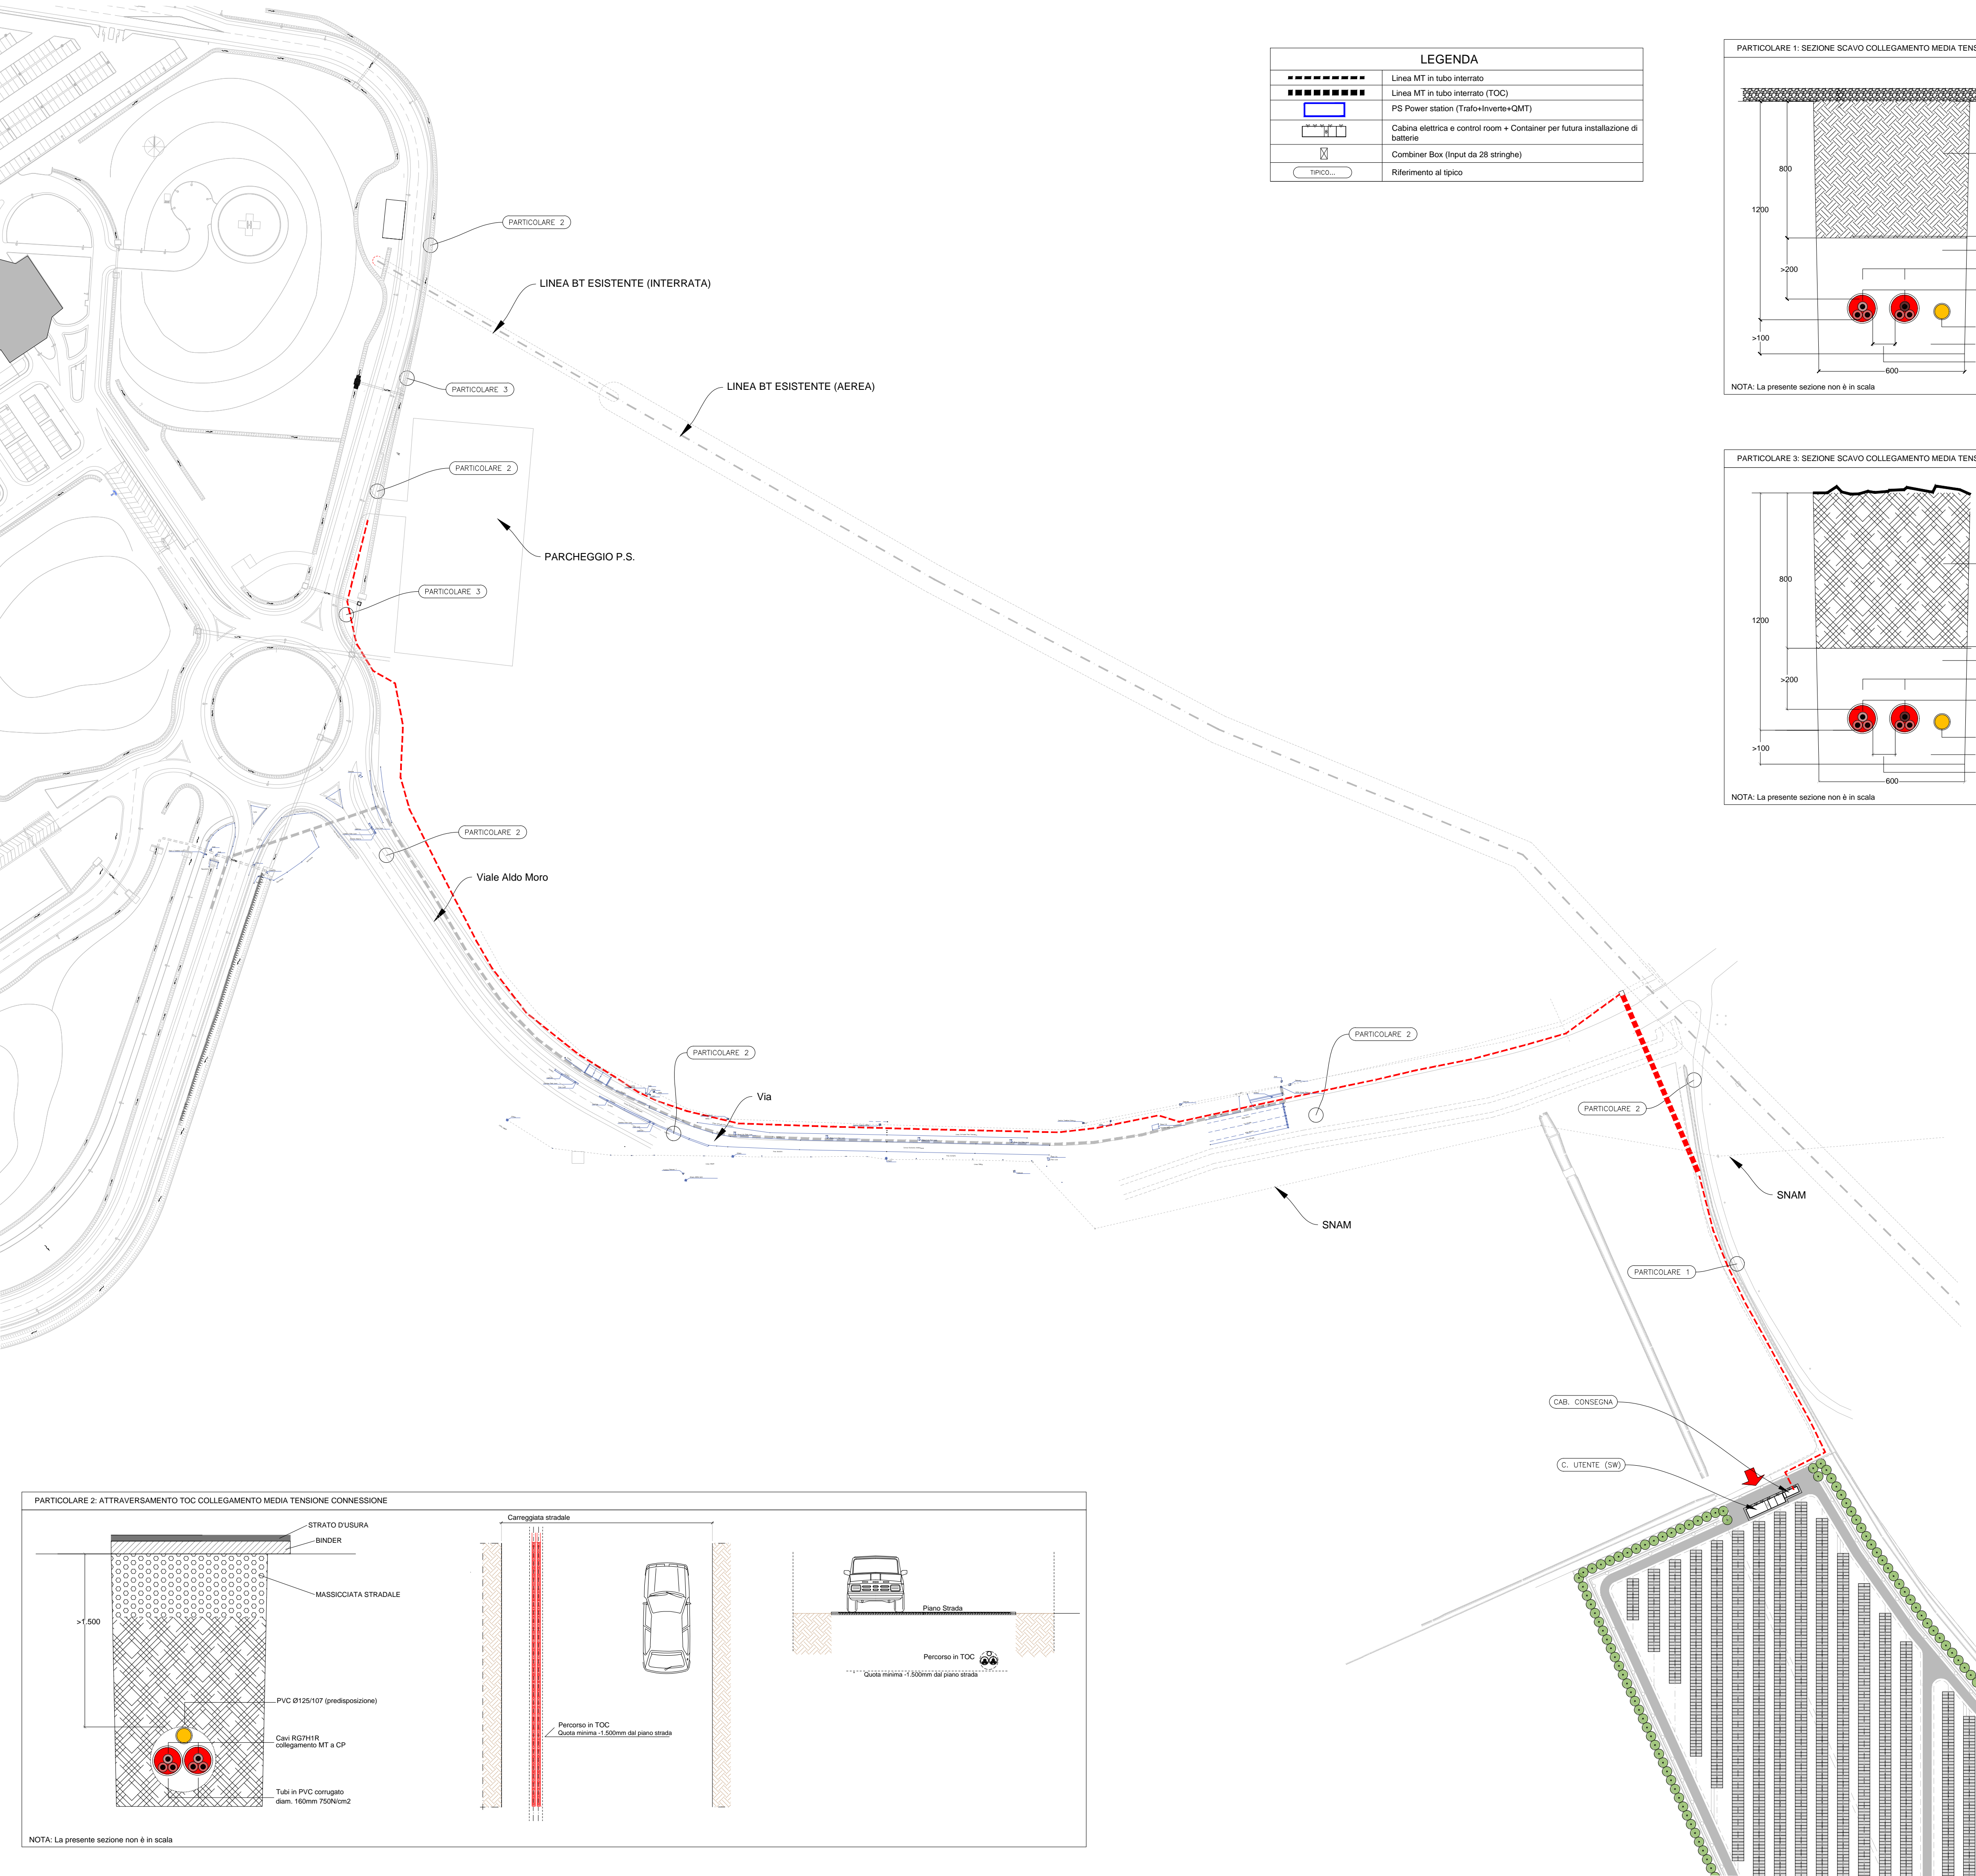 LEGENDA
Linea MT in tubo interrato
Linea MT in tubo interrato (TOC)
PS Power station (Trafo+Inverte+QMT)
Cabina elettrica e control room + Container per futura installazione di
batterie
Combiner Box (Input da 28 stringhe)
TIPICO...
Riferimento al tipico
PARTICOLARE 1: SEZIONE SCAVO COLLEGAMENTO MEDIA
800
1200
>200
>100
600
NOTA: La presente sezione non è in scala
PARTICOLARE 3: SEZIONE SCAVO COLLEGAMENTO MEDIA
800
1200
>200
>100
600
NOTA: La presente sezione non è in scala
PARTICOLARE 2
LINEA BT ESISTENTE (INTERRATA)
PARTICOLARE 3
LINEA BT ESISTENTE (AEREA)
PARTICOLARE 2
PARCHEGGIO P.S.
PARTICOLARE 3
PARTICOLARE 2
Viale Aldo Moro
PARTICOLARE 2
Via
PARTICOLARE 2
PARTICOLARE 2
SNAM
SNAM
PARTICOLARE 1
CAB. CONSEGNA
C. UTENTE (SW)
PARTICOLARE 2: ATTRAVERSAMENTO TOC COLLEGAMENTO MEDIA TENSIONE CONNESSIONE
STRATO D'USURA
BINDER
MASSICCIATA STRADALE
>1.500
PVC Ø125/107 (predisposizione)
Cavi RG7H1R
collegamento MT a CP
Tubi in PVC corrugato
diam. 160mm 750N/cm2
NOTA: La presente sezione non è in scala
Carreggiata stradale
Percorso in TOC
Quota minima -1.500mm dal piano strada
Piano Strada
Percorso in TOC
Quota minima -1.500mm dal piano strada